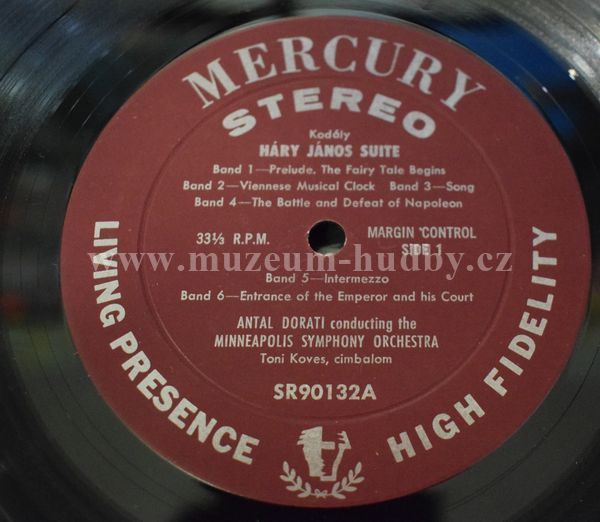 MERCURY
STEREO
Kodály
HÁRY JÁNOS SUITE
Band 1—Prelude. The Fairy Tale Begins
Band 2—Viennese Musical Clock Band 3—Song
Band 4—The Battle and Defeat of Napoleon
33⅓ R.P.M.
MARGIN CONTROL
SIDE 1
www.muzeum-hudby.cz
Band 5—Intermezzo
Band 6—Entrance of the Emperor and his Court
ANTAL DORATI conducting the
MINNEAPOLIS SYMPHONY ORCHESTRA
Toni Koves, cimbalom
SR90132A
LIVING PRESENCE
HIGH FIDELITY